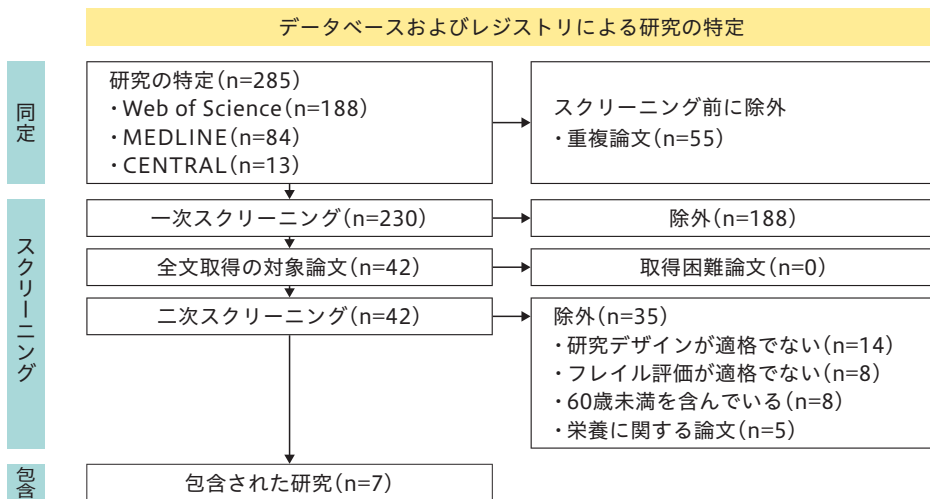 データベースおよびレジストリによる研究の特定
同定
研究の特定(n=285)
・Web of Science(n=188)
・MEDLINE(n=84)
・CENTRAL(n=13)
スクリーニング前に除外
・重複論文(n=55)
スクリーニング
一次スクリーニング(n=230)
除外(n=188)
全文取得の対象論文(n=42)
取得困難論文(n=0)
二次スクリーニング(n=42)
除外(n=35)
・研究デザインが適格でない(n=14)
・フレイル評価が適格でない(n=8)
・60歳未満を含んでいる(n=8)
・栄養に関する論文(n=5)
包含
包含された研究(n=7)